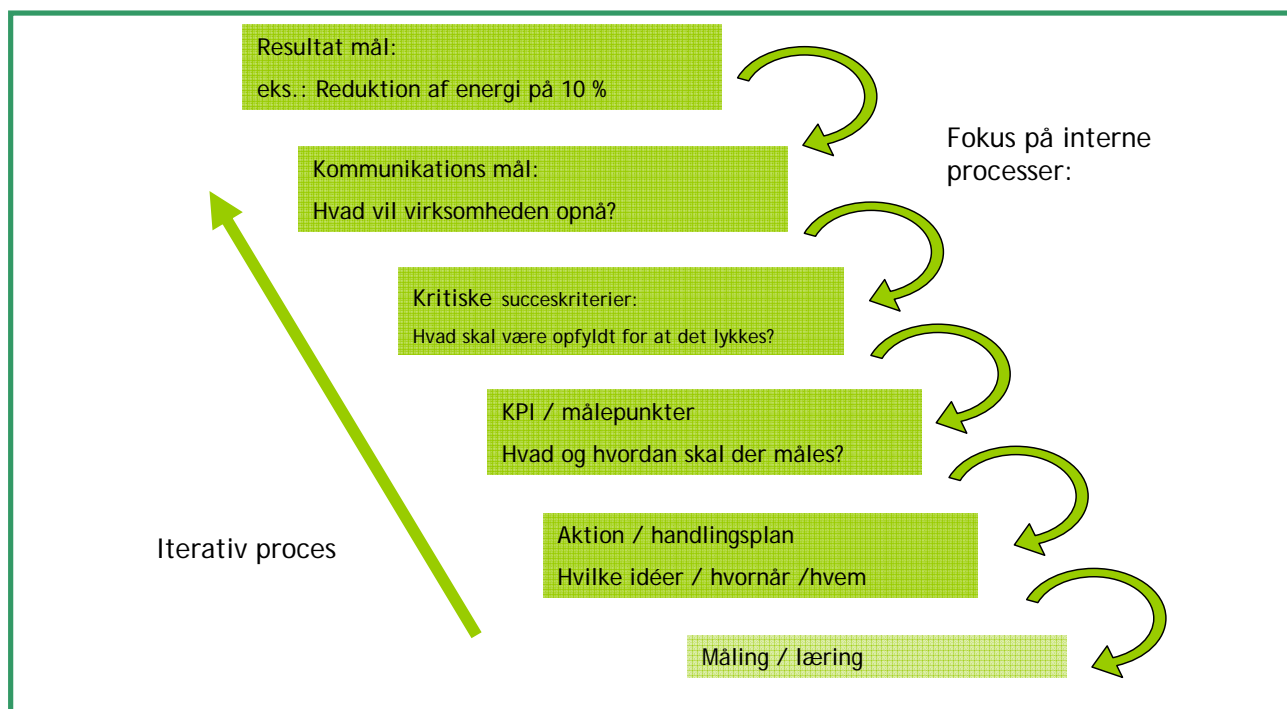 Resultat mål:
eks.: Reduktion af energi på 10 %
Fokus på interne
processer:
Kommunikations mål:
Hvad vil virksomheden opnå?
Kritiske succeskriterier:
Hvad skal være opfyldt for at det lykkes?
KPI / målepunkter
Hvad og hvordan skal der måles?
Iterativ proces
Aktion / handlingsplan
Hvilke idéer / hvornår /hvem
Måling / læring